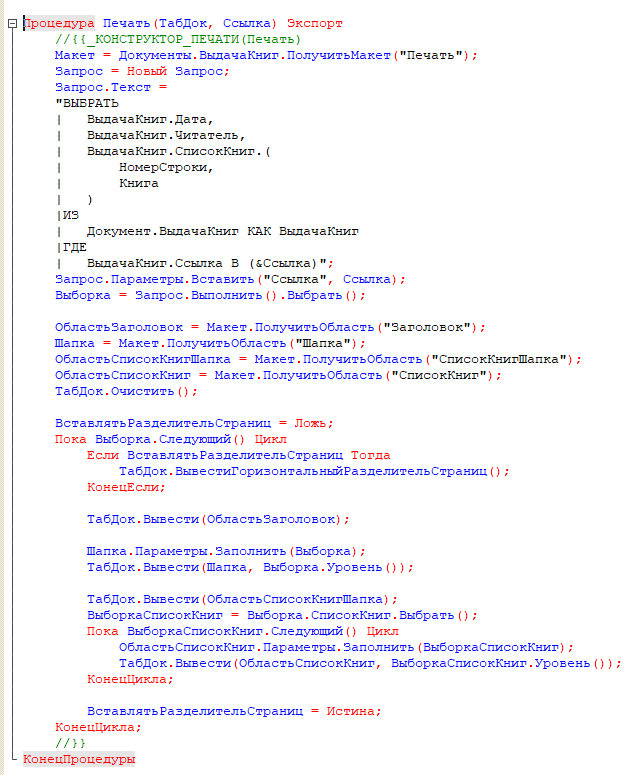 Процедура Печать(ТабДок, Ссылка) Экспорт
//{{_КОНСТРУКТОР_ПЕЧАТИ(Печать)
Макет = Документы.ВыдачаКниг.ПолучитьМакет("Печать");
Запрос = Новый Запрос;
Запрос.Текст =
"ВЫБРАТЬ
|   ВыдачаКниг.Дата,
|   ВыдачаКниг.Читатель,
|   ВыдачаКниг.СписокКниг.(
|       НомерСтроки,
|       Книга
|   )
|ИЗ
|   Документ.ВыдачаКниг КАК ВыдачаКниг
|ГДЕ
|   ВыдачаКниг.Ссылка В (&Ссылка)";
Запрос.Параметры.Вставить("Ссылка", Ссылка);
Выборка = Запрос.Выполнить().Выбрать();
ОбластьЗаголовок = Макет.ПолучитьОбласть("Заголовок");
Шапка = Макет.ПолучитьОбласть("Шапка");
ОбластьСписокКнигШапка = Макет.ПолучитьОбласть("СписокКнигШапка");
ОбластьСписокКниг = Макет.ПолучитьОбласть("СписокКниг");
ТабДок.Очистить();
ВставлятьРазделительСтраниц = Ложь;
Пока Выборка.Следующий() Цикл
Если ВставлятьРазделительСтраниц Тогда
ТабДок.ВывестиГоризонтальныйРазделительСтраниц();
КонецЕсли;
ТабДок.Вывести(ОбластьЗаголовок);
Шапка.Параметры.Заполнить(Выборка);
ТабДок.Вывести(Шапка, Выборка.Уровень());
ТабДок.Вывести(ОбластьСписокКнигШапка);
ВыборкаСписокКниг = Выборка.СписокКниг.Выбрать();
Пока ВыборкаСписокКниг.Следующий() Цикл
ОбластьСписокКниг.Параметры.Заполнить(ВыборкаСписокКниг);
ТабДок.Вывести(ОбластьСписокКниг, ВыборкаСписокКниг.Уровень());
КонецЦикла;
ВставлятьРазделительСтраниц = Истина;
КонецЦикла;
//}}
КонецПроцедуры